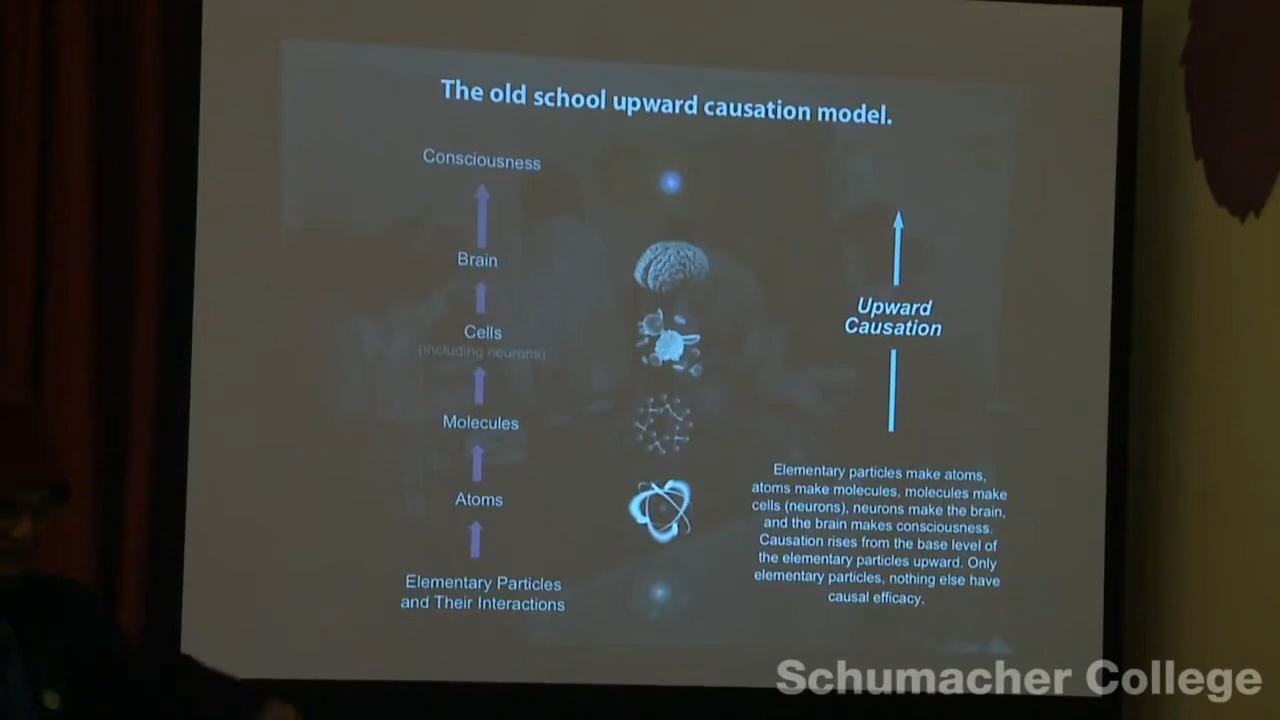 The old school upward causation model.
Consciousness
Brain
Cells
(including neurons)
Molecules
Atoms
Elementary Particles
and Their Interactions
Upward
Causation
Elementary particles make atoms,
atoms make molecules, molecules make
cells (neurons), neurons make the brain,
and the brain makes consciousness.
Causation rises from the base level of
the elementary particles upward. Only
elementary particles, nothing else have
causal efficacy.
Schumacher College